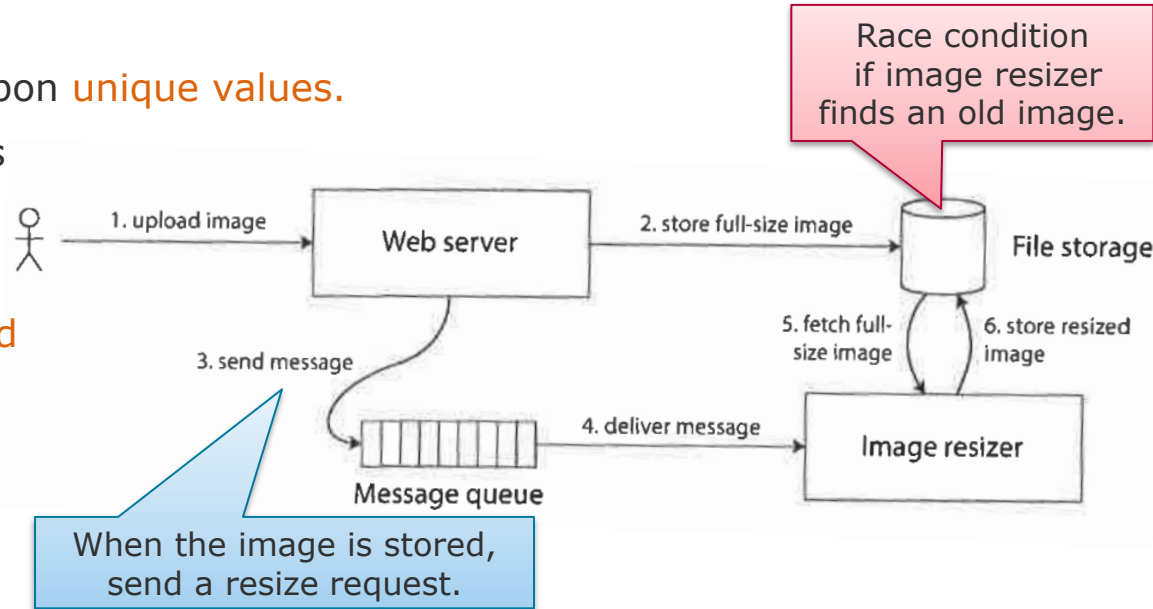 unique values.
Race condition
if image resizer
finds an old image.
1. upload image
Web server
2. store full-size image
File storage
3. send message
5. fetch full-
size image
6. store resized
image
4. deliver message
Image resizer
Message queue
When the image is stored,
send a resize request.